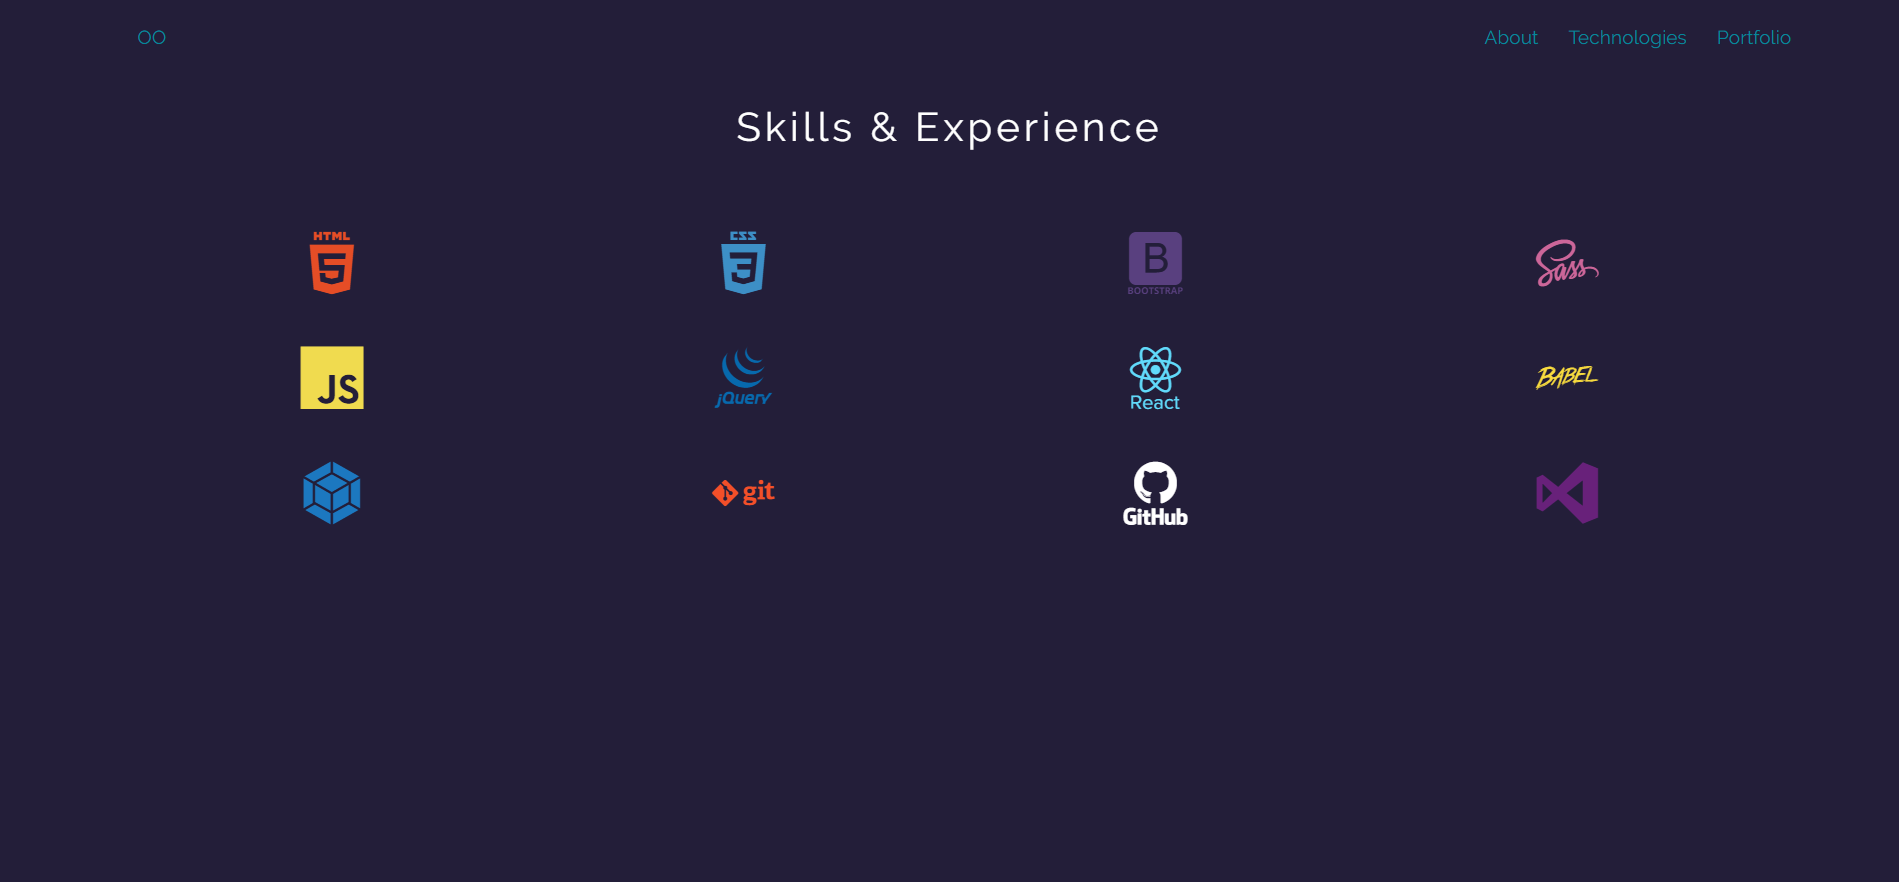 OO
About Technologies Portfolio
Skills & Experience
HTML
5
CSS
3
B
BOOTSTRAP
Sass
JS
jQuery
React
BABEL
git
GitHub